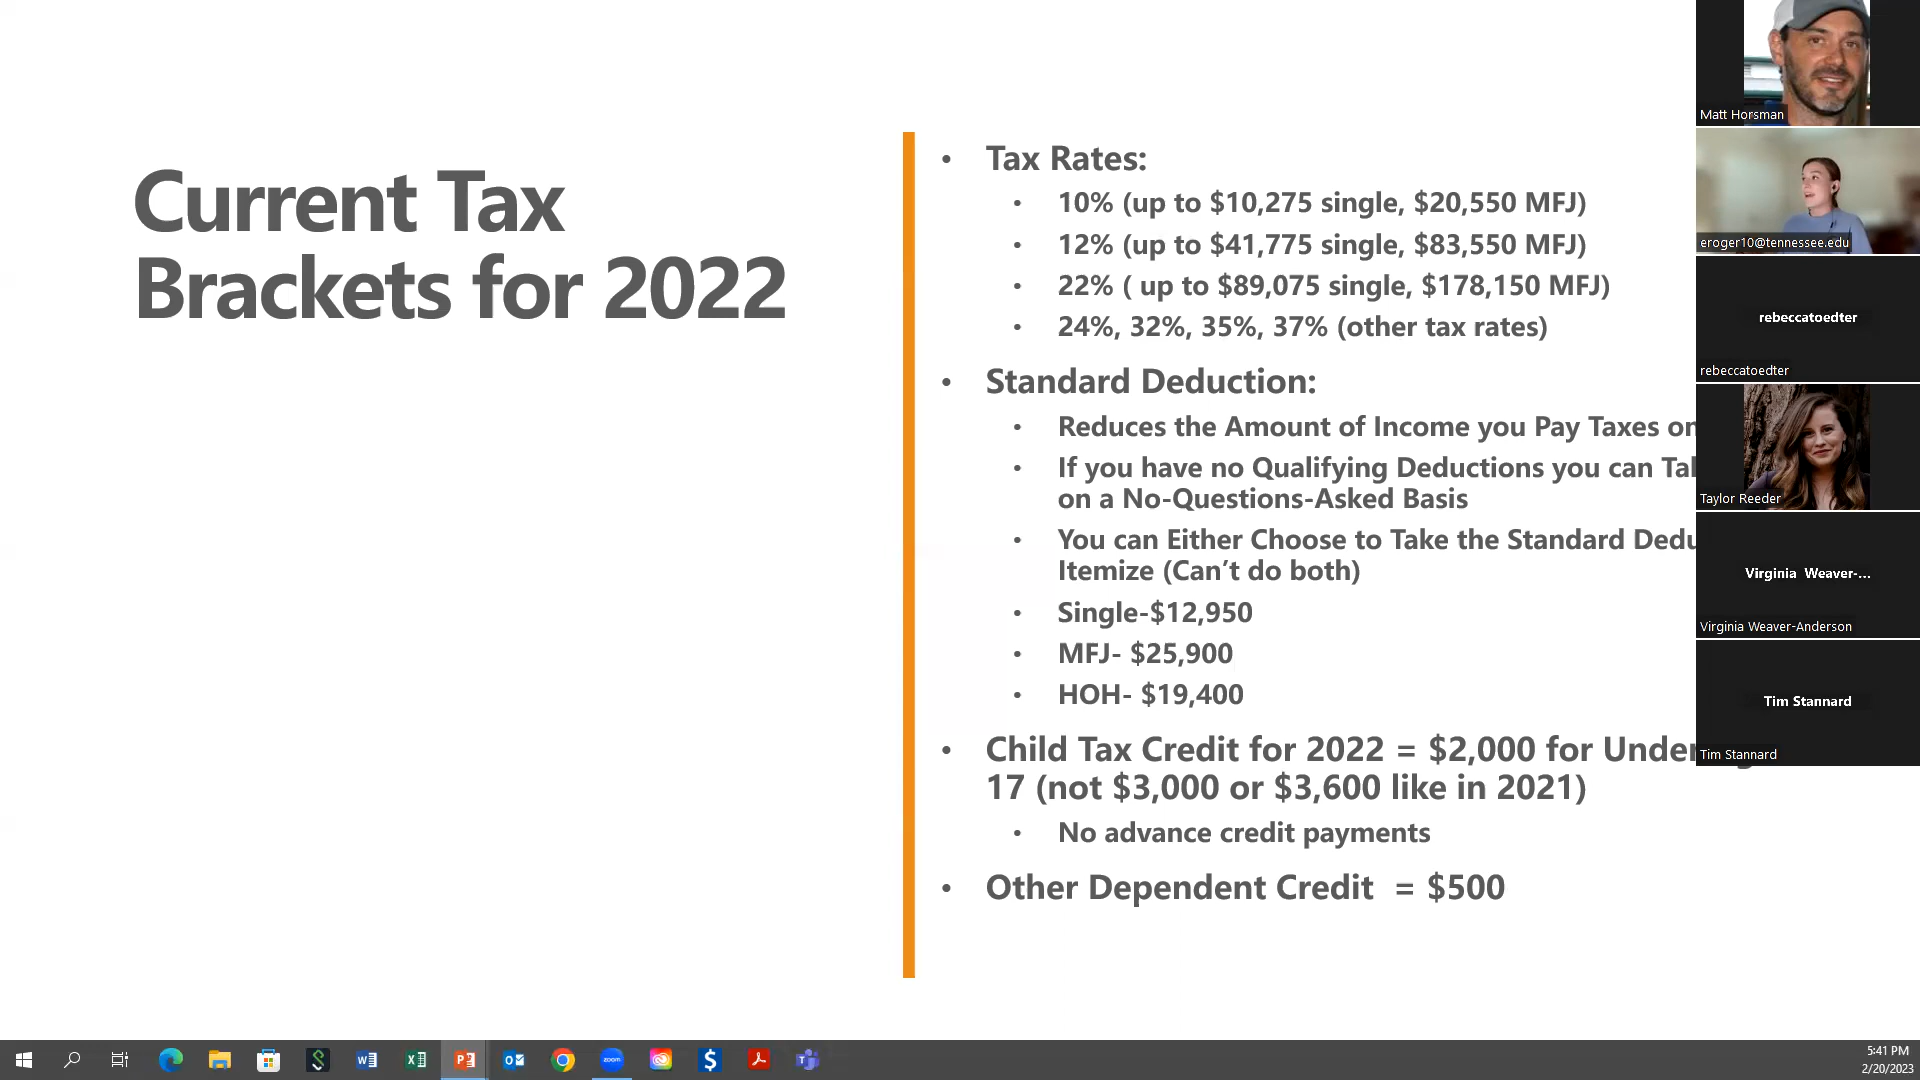 Current Tax
Brackets for 2022
• Tax Rates:
• 10% (up to $10,275 single, $20,550 MFJ)
• 12% (up to $41,775 single, $83,550 MFJ)
• 22% ( up to $89,075 single, $178,150 MFJ)
• 24%, 32%, 35%, 37% (other tax rates)
• Standard Deduction:
• Reduces the Amount of Income you Pay Taxes on
• If you have no Qualifying Deductions you can
on a No-Questions-Asked Basis
• You can Either Choose to Take the Standard
Itemize (Can’t do both)
• Single-$12,950
• MFJ- $25,900
• HOH- $19,400
• Child Tax Credit for 2022 = $2,000 for Under
17 (not $3,000 or $3,600 like in 2021)
• No advance credit payments
• Other Dependent Credit = $500
Matt Horsman
eroger10@tennessee.edu
rebeccatoedter
rebeccatoedter
Taylor Reeder
Virginia Weaver-...
Virginia Weaver-Anderson
Tim Stannard
Tim Stannard
zoom
5:41 PM
2/20/2023